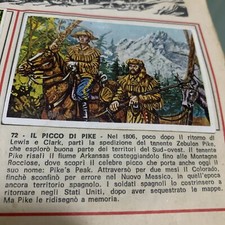 72 - IL PICCO DI PIKE - Nel 1806, poco dopo il ritorno di
Lewis e Clark, partì la spedizione del tenente Zebulon Pike,
che esplorò buona parte dei territori del Sud-ovest. Il tenente
Pike risalì il fiume Arkansas costeggiandolo fino alle Montagne
Rocciose, dove scoprì il picco che porta anche oggi il
suo nome: Pike's Peak. Attraversò per due mesi il Colorado,
finché sconfinò per errore nel Nuovo Messico, in quell'epoca
ancora territorio spagnolo. I soldati spagnoli lo costrinsero a
ritornare negli Stati Uniti, dopo aver sequestrato le mappe.
Ma Pike le ridisegnò a memoria.